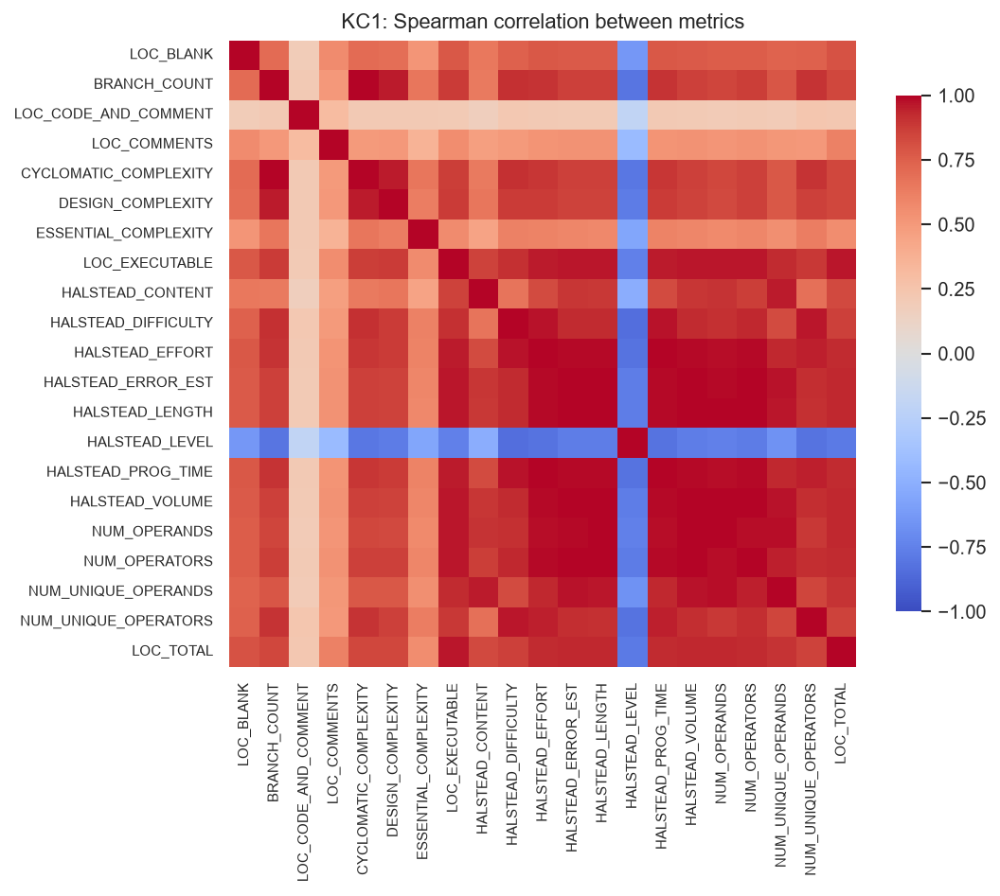 KC1: Spearman correlation between metrics
LOC_BLANK
BRANCH_COUNT
LOC_CODE_AND_COMMENT
LOC_COMMENTS
CYCLOMATIC_COMPLEXITY
DESIGN_COMPLEXITY
ESSENTIAL_COMPLEXITY
LOC_EXECUTABLE
HALSTEAD_CONTENT
HALSTEAD_DIFFICULTY
HALSTEAD_EFFORT
HALSTEAD_ERROR_EST
HALSTEAD_LENGTH
HALSTEAD_LEVEL
HALSTEAD_PROG_TIME
HALSTEAD_VOLUME
NUM_OPERANDS
NUM_OPERATORS
NUM_UNIQUE_OPERANDS
NUM_UNIQUE_OPERATORS
LOC_TOTAL
LOC_BLANK
BRANCH_COUNT
LOC_CODE_AND_COMMENT
LOC_COMMENTS
CYCLOMATIC_COMPLEXITY
DESIGN_COMPLEXITY
ESSENTIAL_COMPLEXITY
LOC_EXECUTABLE
HALSTEAD_CONTENT
HALSTEAD_DIFFICULTY
HALSTEAD_EFFORT
HALSTEAD_ERROR_EST
HALSTEAD_LENGTH
HALSTEAD_LEVEL
HALSTEAD_PROG_TIME
HALSTEAD_VOLUME
NUM_OPERANDS
NUM_OPERATORS
NUM_UNIQUE_OPERANDS
NUM_UNIQUE_OPERATORS
LOC_TOTAL
1.00
0.75
0.50
0.25
0.00
−0.25
−0.50
−0.75
−1.00